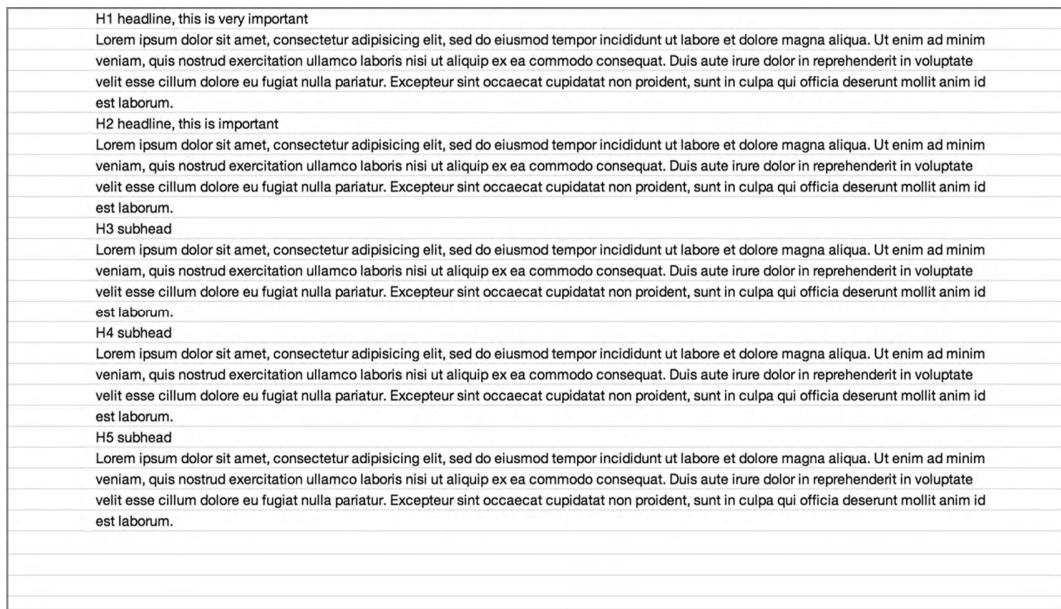 H1 headline, this is very important
Lorem ipsum dolor sit amet, consectetur adipisicing elit, sed do eiusmod tempor incididunt ut labore et dolore magna aliqua. Ut enim ad minim
veniam, quis nostrud exercitation ullamco laboris nisi ut aliquip ex ea commodo consequat. Duis aute irure dolor in reprehenderit in voluptate
velit esse cillum dolore eu fugiat nulla pariatur. Excepteur sint occaecat cupidatat non proident, sunt in culpa qui officia deserunt mollit anim id
est laborum.
H2 headline, this is important
Lorem ipsum dolor sit amet, consectetur adipisicing elit, sed do eiusmod tempor incididunt ut labore et dolore magna aliqua. Ut enim ad minim
veniam, quis nostrud exercitation ullamco laboris nisi ut aliquip ex ea commodo consequat. Duis aute irure dolor in reprehenderit in voluptate
velit esse cillum dolore eu fugiat nulla pariatur. Excepteur sint occaecat cupidatat non proident, sunt in culpa qui officia deserunt mollit anim id
est laborum.
H3 subhead
Lorem ipsum dolor sit amet, consectetur adipisicing elit, sed do eiusmod tempor incididunt ut labore et dolore magna aliqua. Ut enim ad minim
veniam, quis nostrud exercitation ullamco laboris nisi ut aliquip ex ea commodo consequat. Duis aute irure dolor in reprehenderit in voluptate
velit esse cillum dolore eu fugiat nulla pariatur. Excepteur sint occaecat cupidatat non proident, sunt in culpa qui officia deserunt mollit anim id
est laborum.
H4 subhead
Lorem ipsum dolor sit amet, consectetur adipisicing elit, sed do eiusmod tempor incididunt ut labore et dolore magna aliqua. Ut enim ad minim
veniam, quis nostrud exercitation ullamco laboris nisi ut aliquip ex ea commodo consequat. Duis aute irure dolor in reprehenderit in voluptate
velit esse cillum dolore eu fugiat nulla pariatur. Excepteur sint occaecat cupidatat non proident, sunt in culpa qui officia deserunt mollit anim id
est laborum.
H5 subhead
Lorem ipsum dolor sit amet, consectetur adipisicing elit, sed do eiusmod tempor incididunt ut labore et dolore magna aliqua. Ut enim ad minim
veniam, quis nostrud exercitation ullamco laboris nisi ut aliquip ex ea commodo consequat. Duis aute irure dolor in reprehenderit in voluptate
velit esse cillum dolore eu fugiat nulla pariatur. Excepteur sint occaecat cupidatat non proident, sunt in culpa qui officia deserunt mollit anim id
est laborum.